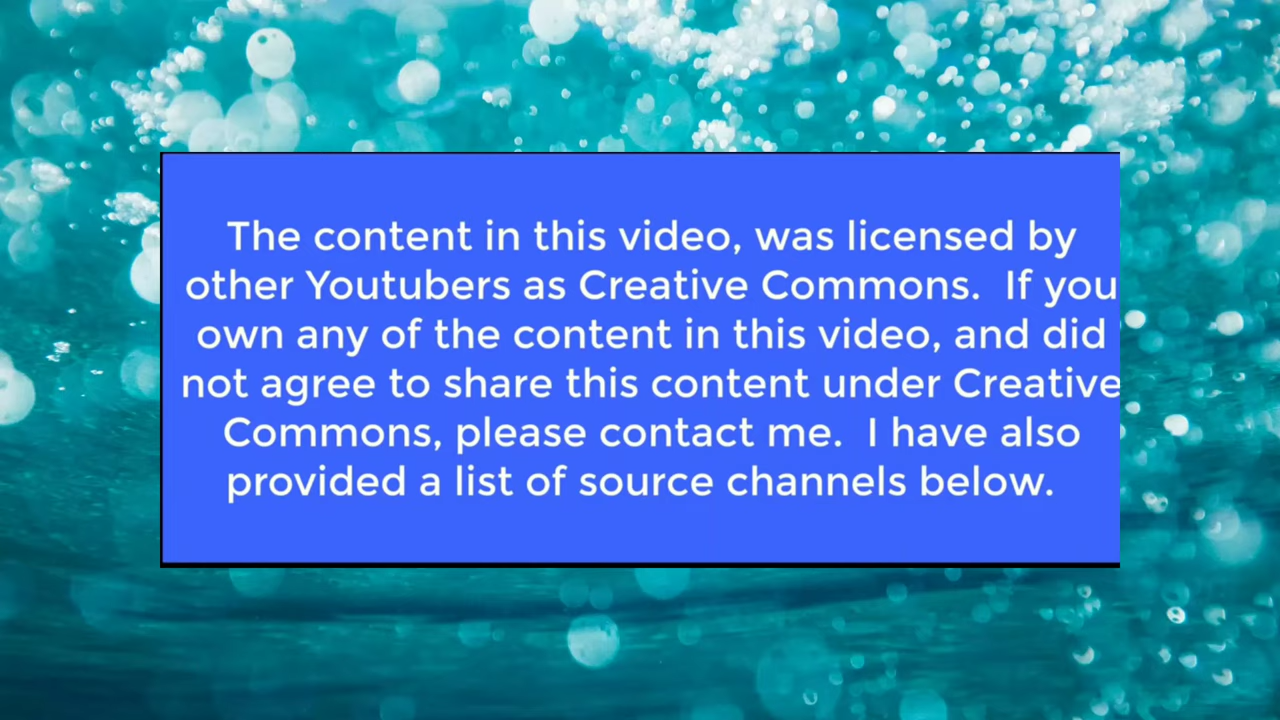 The content in this video, was licensed by
other Youtubers as Creative Commons.  If you
own any of the content in this video, and did
not agree to share this content under Creative
Commons, please contact me.  I have also
provided a list of source channels below.